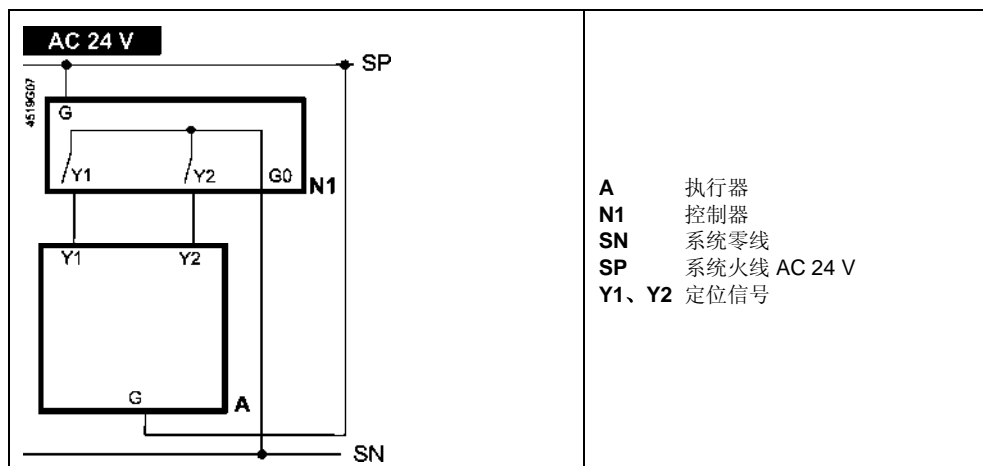 AC 24 V
SP
4519G07
G
Y1
Y2
G0
N1
Y1
Y2
G
A
SN
A 执行器
N1 控制器
SN 系统零线
SP 系统火线 AC 24 V
Y1、Y2 定位信号